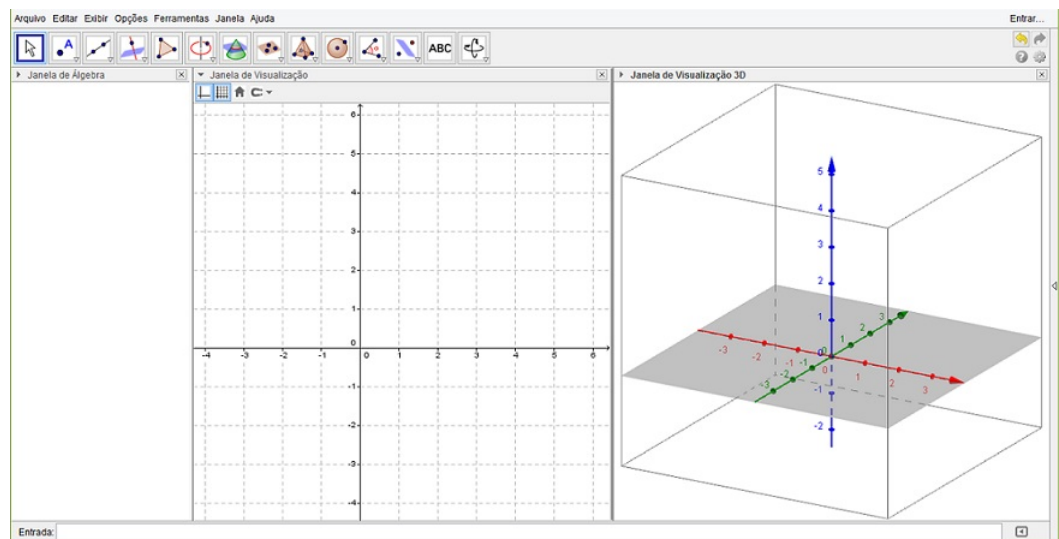 Arquivo Editar Exibir Opções Ferramentas Janela Ajuda Entrar...
A ABC
Janela de Álgebra
Janela de Visualização
6
5
4
3
2
1
0
-4 -3 -2 -1 0 1 2 3 4 5 6
-1
-2
-3
-4
Janela de Visualização 3D
5
4
3
2
1
0
-1
-2
-3 -2 -1 0 1 2 3
-3 -2 -1 0 1 2 3
Entrada: